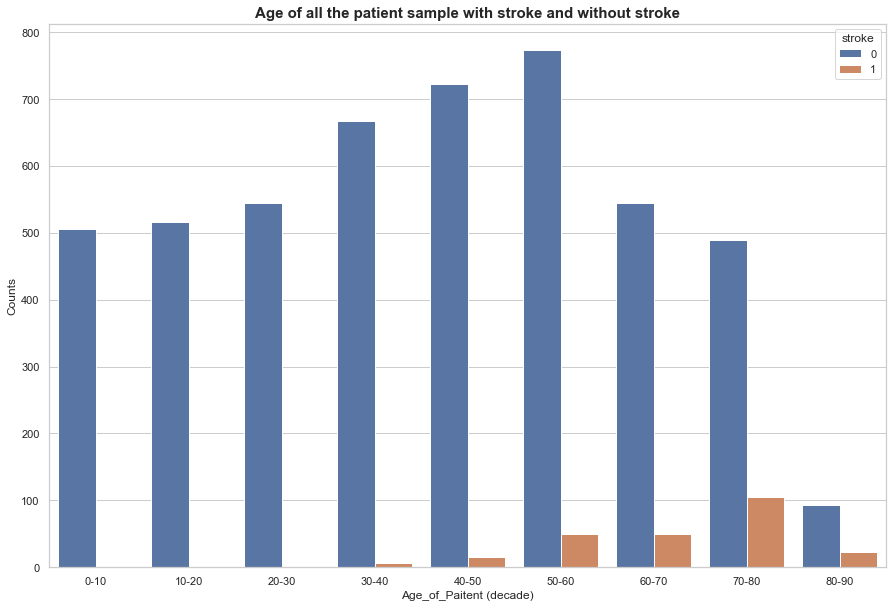 Age of all the patient sample with stroke and without stroke
stroke
0
1
Counts
800
700
600
500
400
300
200
100
0
0-10 10-20 20-30 30-40 40-50 50-60 60-70 70-80 80-90
Age_of_Paitent (decade)